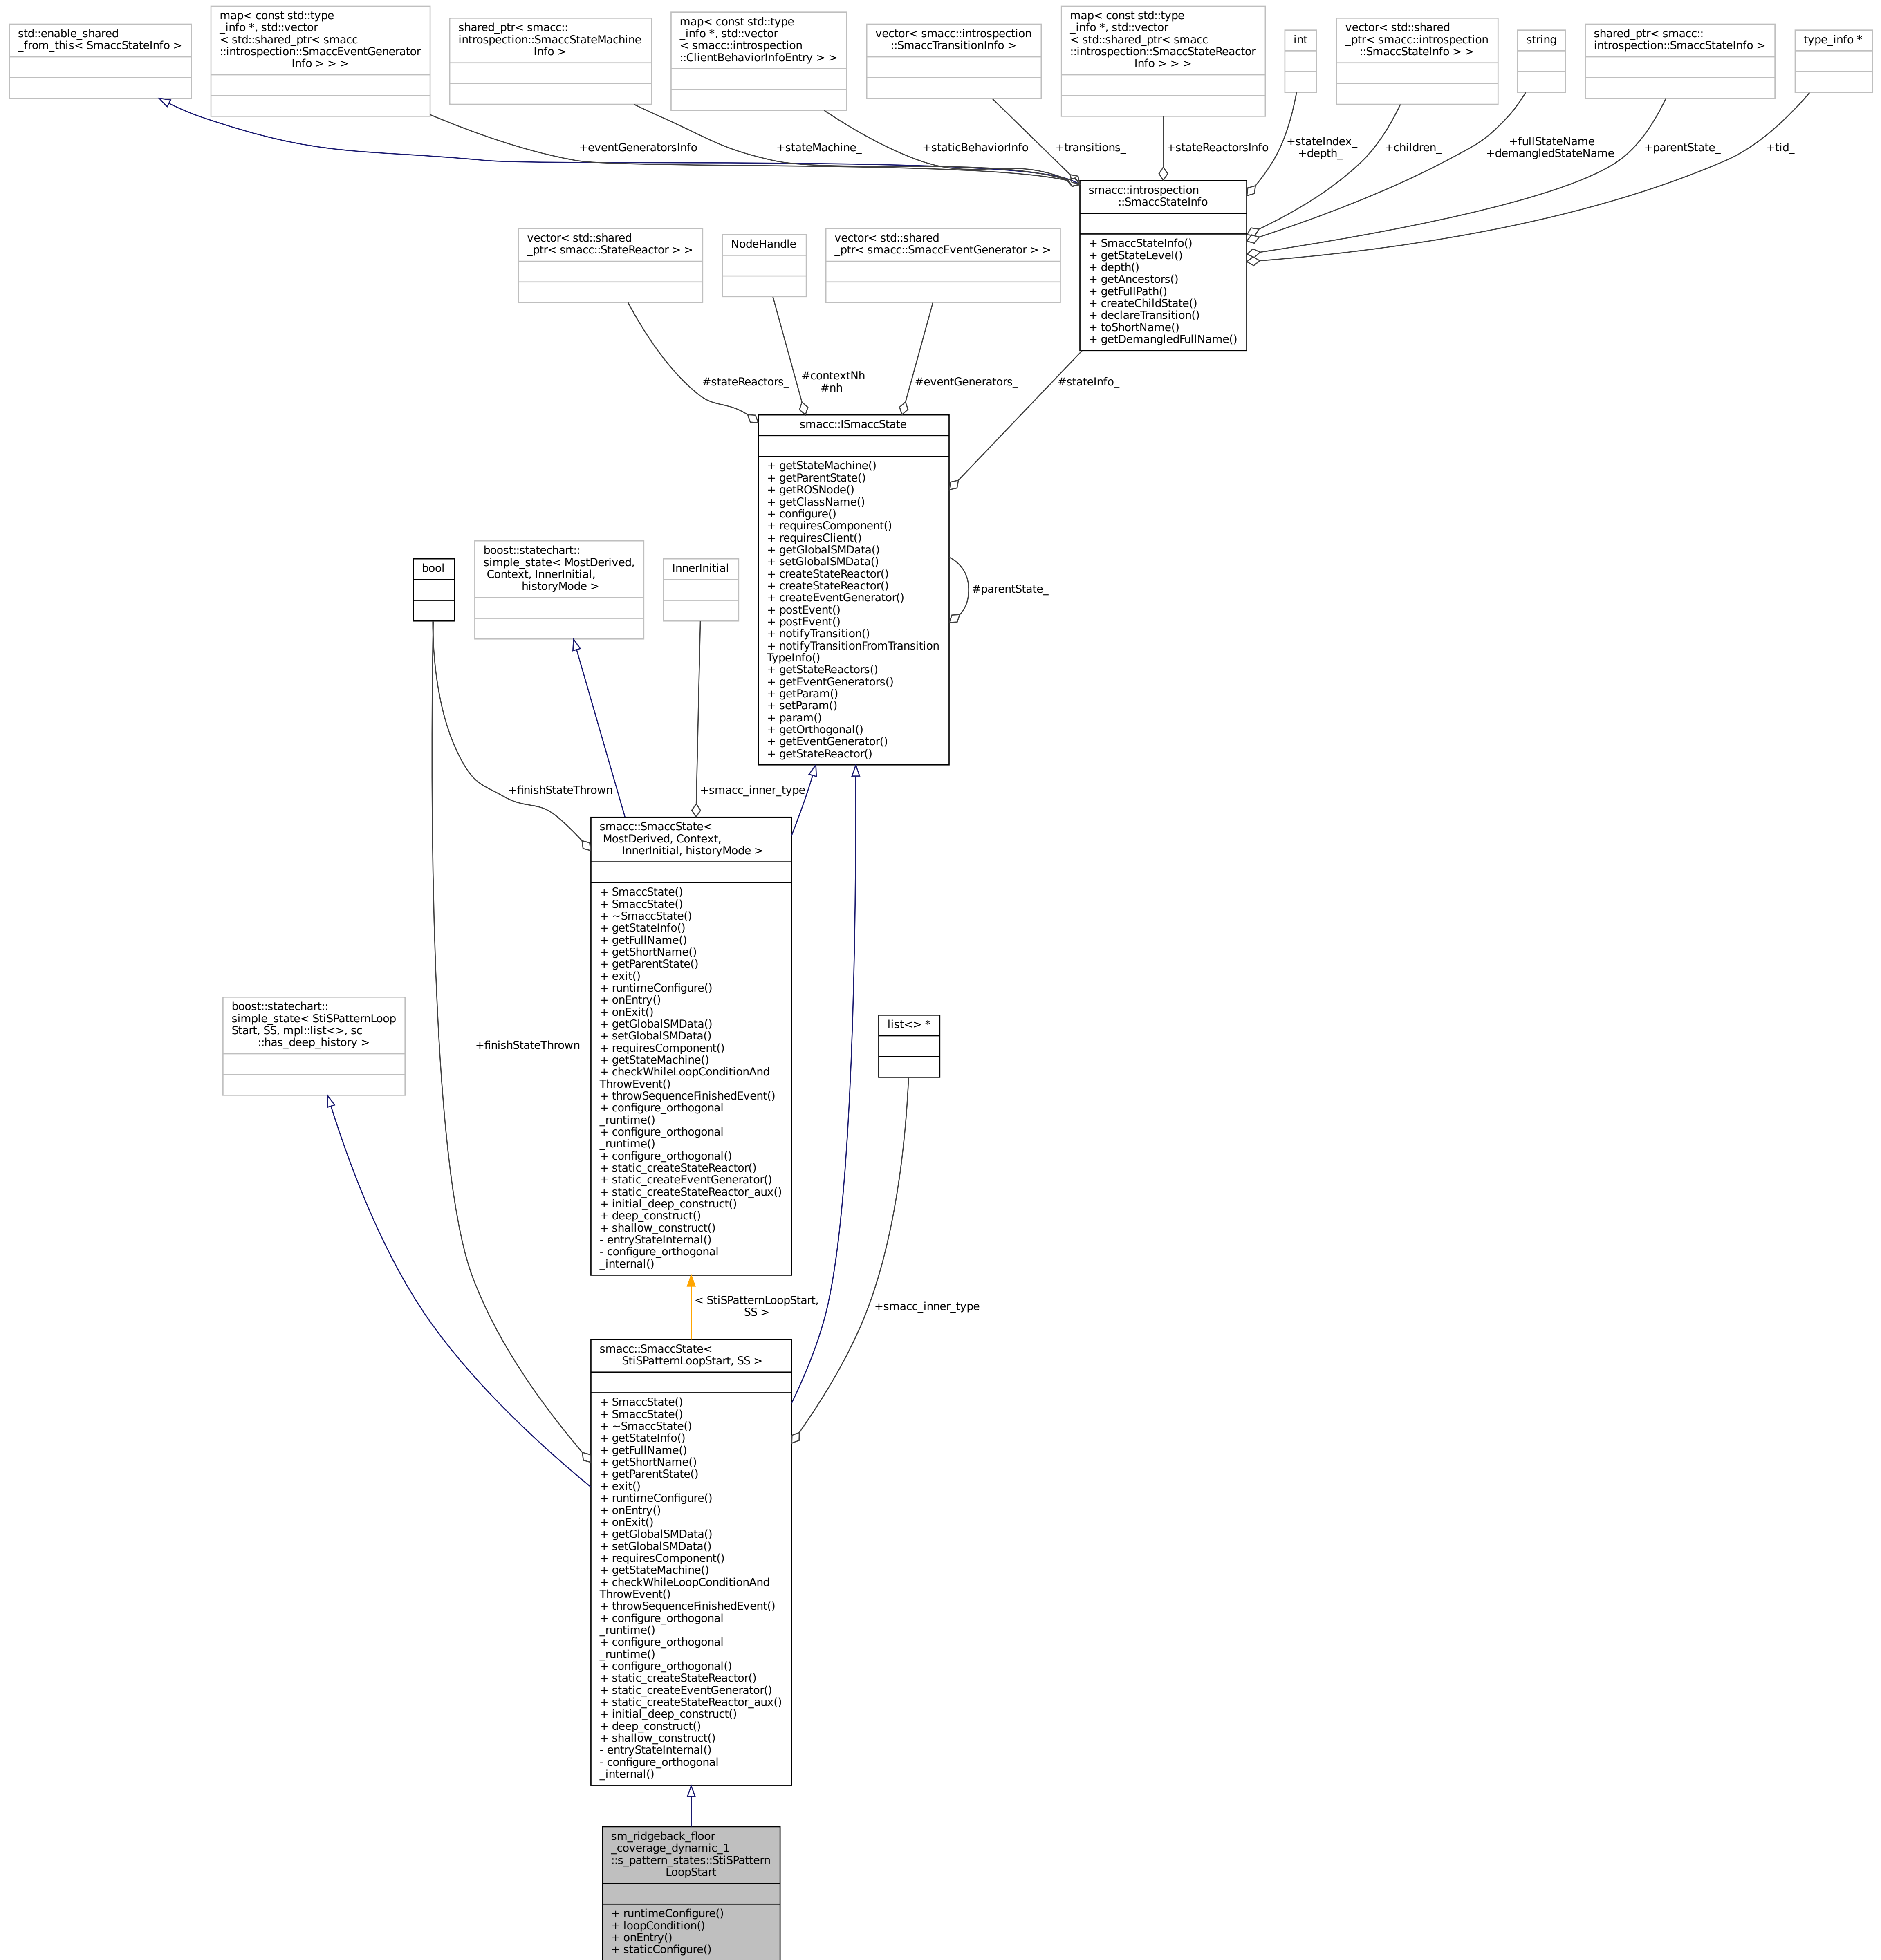 std::enable_shared
_from_this< SmaccStateInfo >
map< const std::type
_info *, std::vector
< std::shared_ptr< smacc
::introspection::SmaccEventGenerator
Info > > >
shared_ptr< smacc::
introspection::SmaccStateMachine
Info >
map< const std::type
_info *, std::vector
< smacc::introspection
::ClientBehaviorInfoEntry > >
vector< smacc::introspection
::SmaccTransitionInfo >
map< const std::type
_info *, std::vector
< std::shared_ptr< smacc
::introspection::SmaccStateReactor
Info > > >
int
vector< std::shared
_ptr< smacc::introspection
::SmaccStateInfo > >
string
shared_ptr< smacc::
introspection::SmaccStateInfo >
type_info *
+eventGeneratorsInfo
+stateMachine_
+staticBehaviorInfo
+transitions_
+stateReactorsInfo
+stateIndex_
+depth_
+children_
+fullStateName
+demangledStateName
+parentState_
+tid_
smacc::introspection
::SmaccStateInfo
+ SmaccStateInfo()
+ getStateLevel()
+ depth()
+ getAncestors()
+ getFullPath()
+ createChildState()
+ declareTransition()
+ toShortName()
+ getDemangledFullName()
vector< std::shared
_ptr< smacc::StateReactor > >
NodeHandle
vector< std::shared
_ptr< smacc::SmaccEventGenerator > >
#stateReactors_
#contextNh
#nh
#eventGenerators_
#stateInfo_
smacc::ISmaccState
+ getStateMachine()
+ getParentState()
+ getROSNode()
+ getClassName()
+ configure()
+ requiresComponent()
+ requiresClient()
+ getGlobalSMData()
+ setGlobalSMData()
+ createStateReactor()
+ createStateReactor()
+ createEventGenerator()
+ postEvent()
+ postEvent()
+ notifyTransition()
+ notifyTransitionFromTransition
TypeInfo()
+ getStateReactors()
+ getEventGenerators()
+ getParam()
+ setParam()
+ param()
+ getOrthogonal()
+ getEventGenerator()
+ getStateReactor()
#parentState_
bool
boost::statechart::
simple_state< MostDerived,
Context, InnerInitial,
historyMode >
InnerInitial
+finishStateThrown
+smacc_inner_type
smacc::SmaccState<
MostDerived, Context,
InnerInitial, historyMode >
+ SmaccState()
+ SmaccState()
+ ~SmaccState()
+ getStateInfo()
+ getFullName()
+ getShortName()
+ getParentState()
+ exit()
+ runtimeConfigure()
+ onEntry()
+ onExit()
+ getGlobalSMData()
+ setGlobalSMData()
+ requiresComponent()
+ getStateMachine()
+ checkWhileLoopConditionAnd
ThrowEvent()
+ throwSequenceFinishedEvent()
+ configure_orthogonal
_runtime()
+ configure_orthogonal
_runtime()
+ configure_orthogonal()
+ static_createStateReactor()
+ static_createEventGenerator()
+ static_createStateReactor_aux()
+ initial_deep_construct()
+ deep_construct()
+ shallow_construct()
- entryStateInternal()
- configure_orthogonal
_internal()
boost::statechart::
simple_state< StiSPatternLoop
Start, SS, mpl::list<>, sc
::has_deep_history >
+finishStateThrown
list<> *
< StiSPatternLoopStart,
SS >
+smacc_inner_type
smacc::SmaccState<
StiSPatternLoopStart, SS >
+ SmaccState()
+ SmaccState()
+ ~SmaccState()
+ getStateInfo()
+ getFullName()
+ getShortName()
+ getParentState()
+ exit()
+ runtimeConfigure()
+ onEntry()
+ onExit()
+ getGlobalSMData()
+ setGlobalSMData()
+ requiresComponent()
+ getStateMachine()
+ checkWhileLoopConditionAnd
ThrowEvent()
+ throwSequenceFinishedEvent()
+ configure_orthogonal
_runtime()
+ configure_orthogonal
_runtime()
+ configure_orthogonal()
+ static_createStateReactor()
+ static_createEventGenerator()
+ static_createStateReactor_aux()
+ initial_deep_construct()
+ deep_construct()
+ shallow_construct()
- entryStateInternal()
- configure_orthogonal
_internal()
sm_ridgeback_floor
_coverage_dynamic_1
::s_pattern_states::StiSPattern
LoopStart
+ runtimeConfigure()
+ loopCondition()
+ onEntry()
+ staticConfigure()